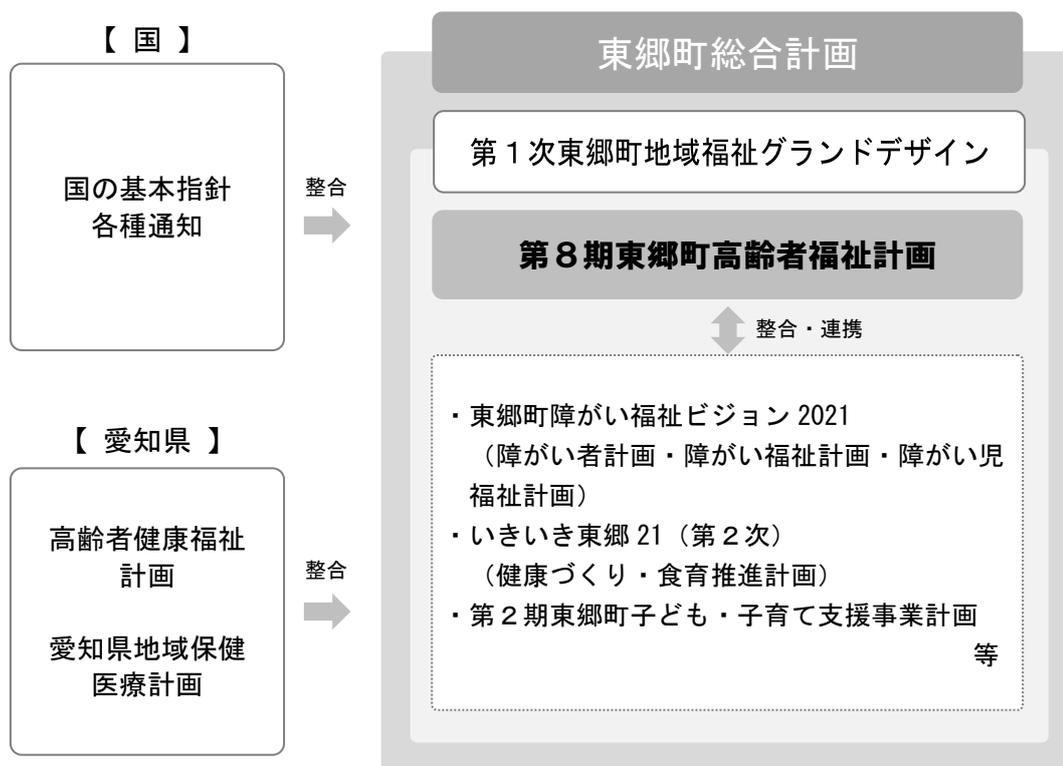 【 国 】
国の基本指針
各種通知
整合
【 愛知県 】
高齢者健康福祉
計画
愛知県地域保健
医療計画
整合
東郷町総合計画
第１次東郷町地域福祉グランドデザイン
第８期東郷町高齢者福祉計画
整合・連携
・東郷町障がい福祉ビジョン 2021
（障がい者計画・障がい福祉計画・障がい児
福祉計画）
・いきいき東郷 21（第２次）
（健康づくり・食育推進計画）
・第２期東郷町子ども・子育て支援事業計画
等